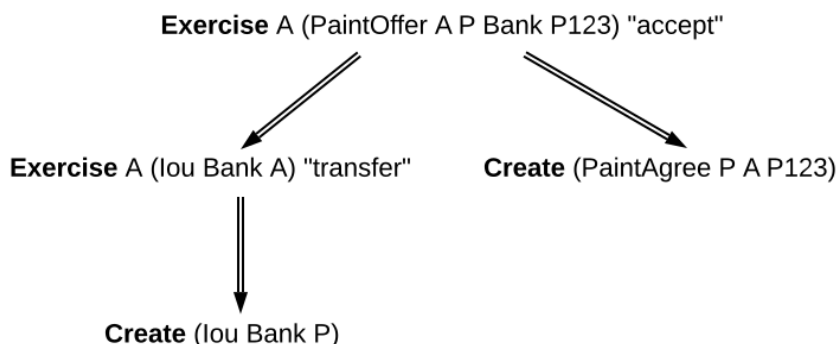 Exercise A (PaintOffer A P Bank P123) "accept"
Exercise A (Iou Bank A) "transfer"
Create (PaintAgree P A P123)
Create (Iou Bank P)